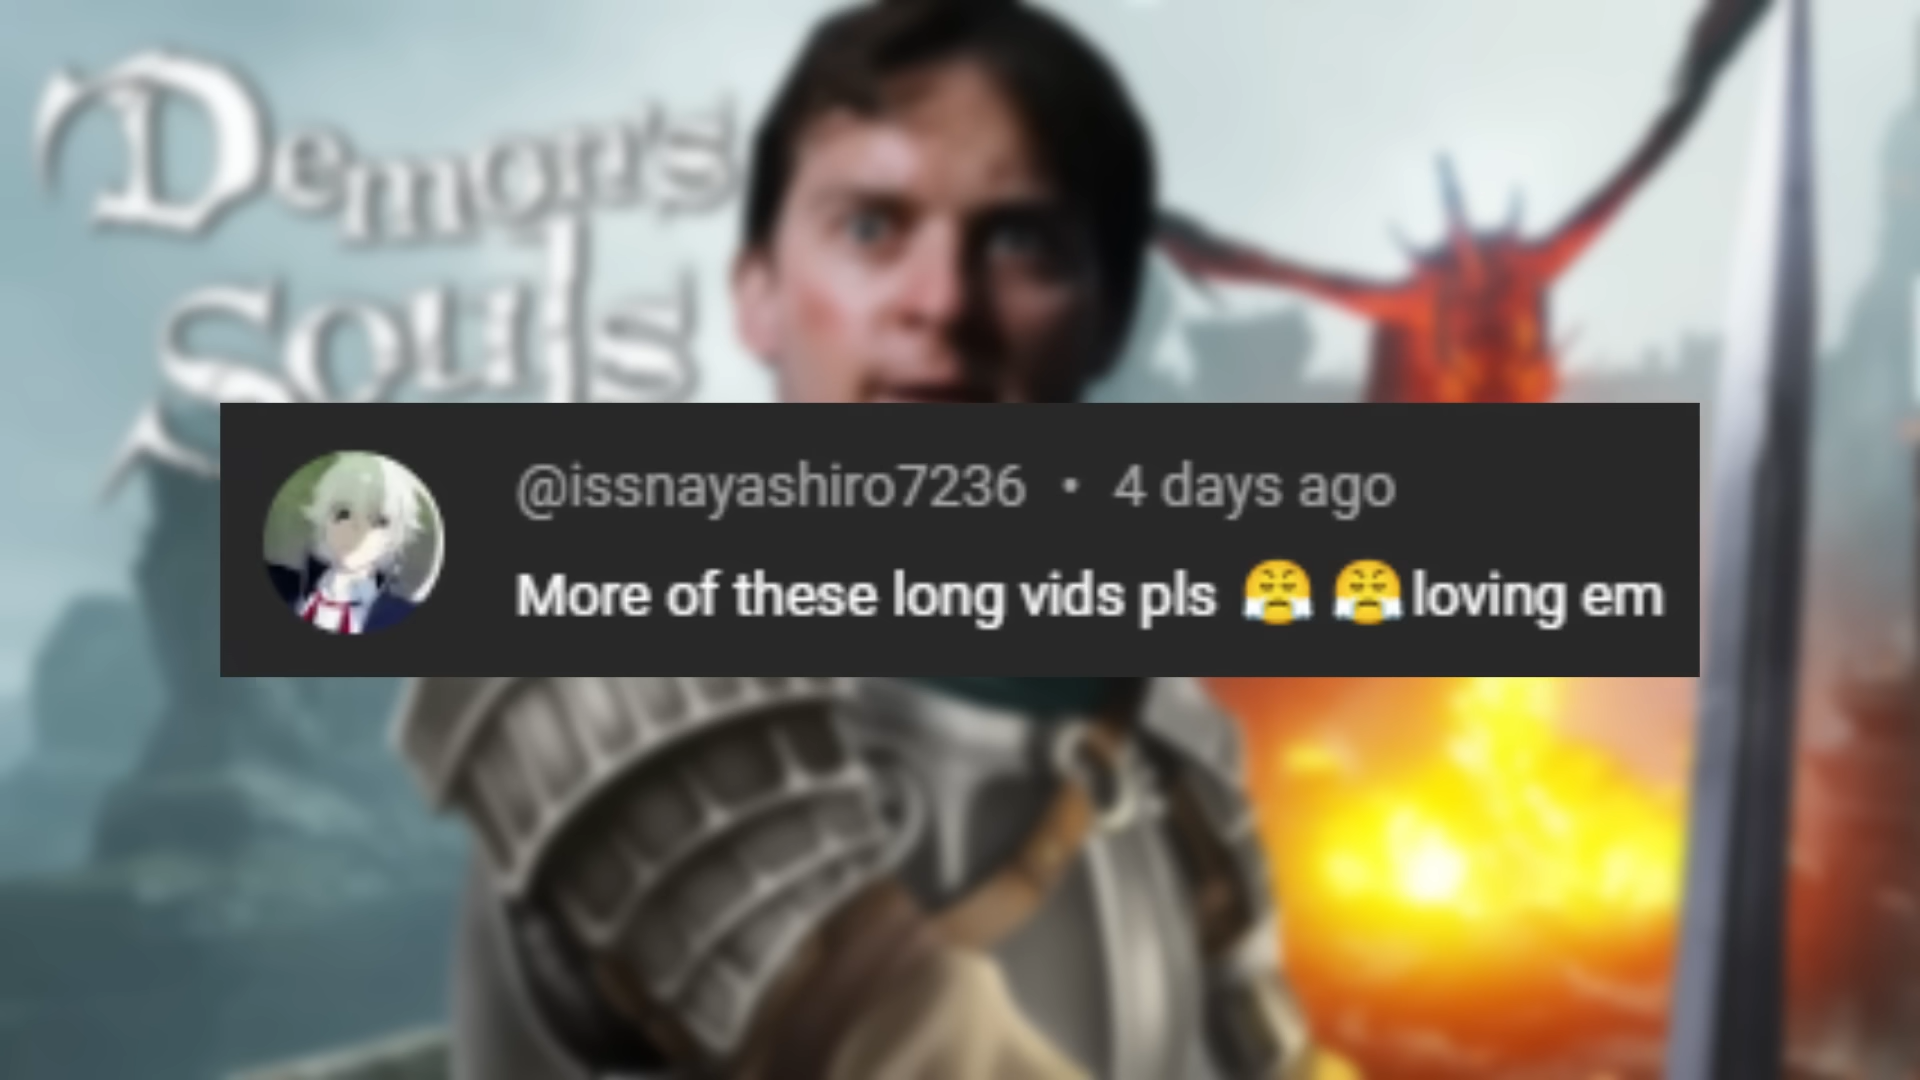 Demon's
Souls
@issnayashiro7236 • 4 days ago
More of these long vids pls 😤 😤loving em